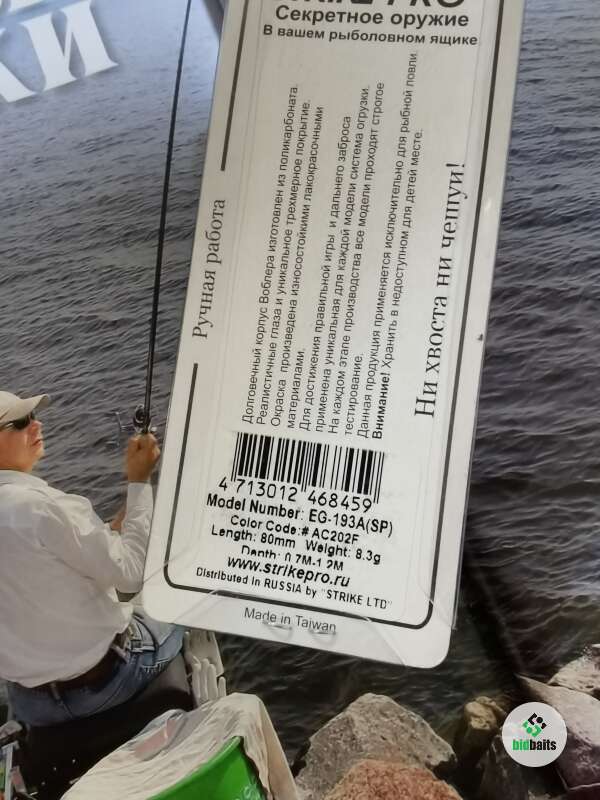 Секретное оружие
В вашем рыболовном ящике
Ручная работа
Долговечный корпус Воблера изготовлен из поликарбоната.
Реалистичные глаза и уникальное трехмерное покрытие.
Окраска произведена износостойкими лакокрасочными
материалами.
Для достижения правильной игры и дальнего заброса
применена уникальная для каждой модели система огрузки.
На каждом этапе производства все модели проходят строгое
тестирование.
Данная продукция применяется исключительно для рыбной ловли.
Внимание! Хранить в недоступном для детей месте.
Ни хвоста ни чешуи!
4 713012 468459
Model Number: EG-193A(SP)
Color Code:# AC202F
Length: 80mm Weight: 8.3g
Depth: 0.7M-1.2M
www.strikepro.ru
Distributed in RUSSIA by "STRIKE LTD"
Made in Taiwan
bidbaits